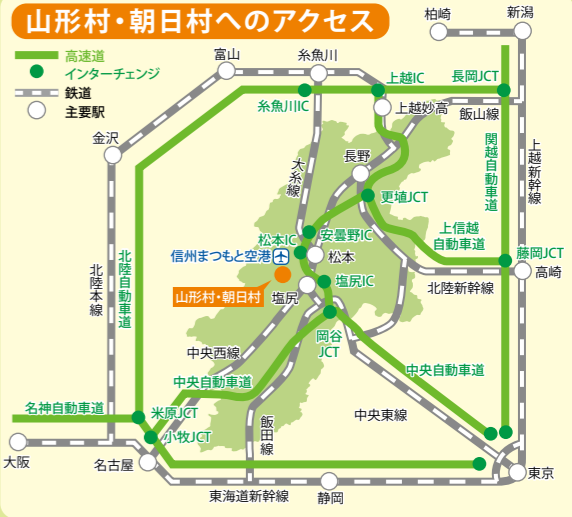 山形村・朝日村へのアクセス
高速道
インターチェンジ
鉄道
主要駅
柏崎
新潟
富山
糸魚川
上越IC
長岡JCT
糸魚川IC
上越妙高
飯山線
金沢
大糸線
長野
関越自動車道
上越新幹線
更埴JCT
安曇野IC
上信越
自動車道
松本IC
信州まつもと空港
松本
藤岡JCT
高崎
北陸本線
北陸自動車道
塩尻IC
北陸新幹線
山形村・朝日村
塩尻
岡谷
JCT
中央西線
中央自動車道
中央自動車道
名神自動車道
米原JCT
飯田線
中央東線
小牧JCT
大阪
名古屋
東京
東海道新幹線
静岡